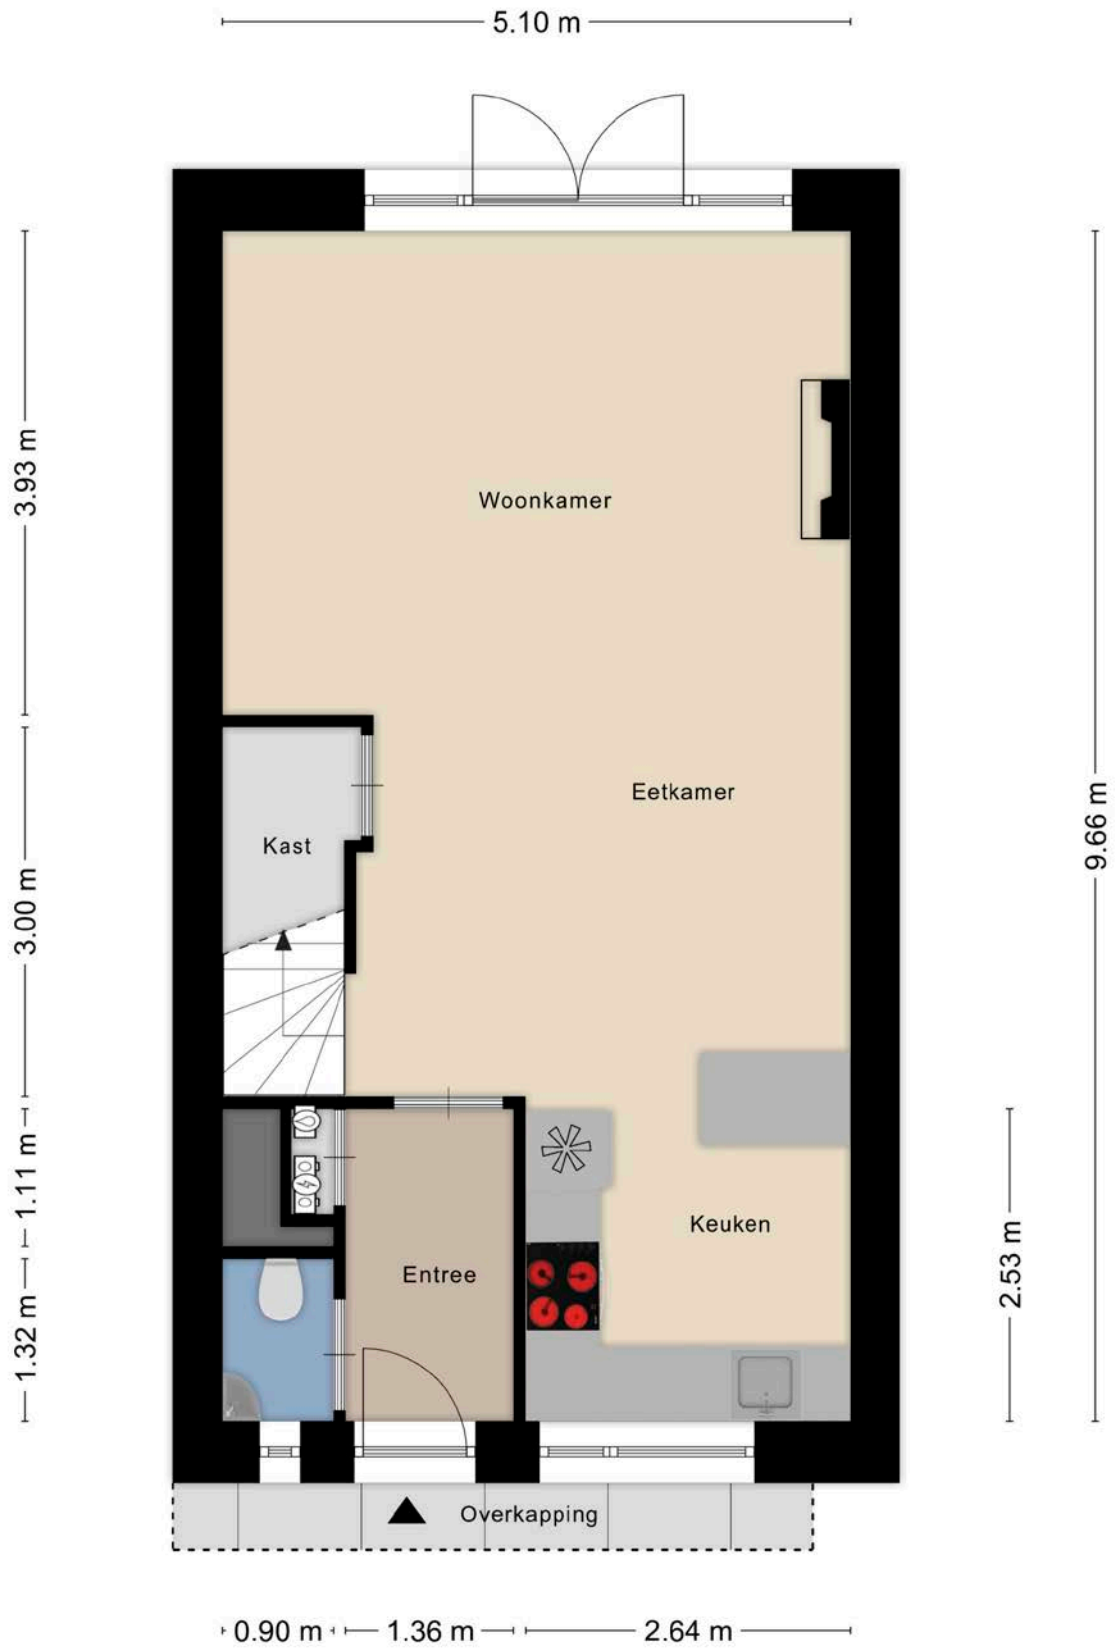 5.10 m
3.93 m
Woonkamer
Eetkamer
9.66 m
Kast
3.00 m
1.11 m
Keuken
2.53 m
Entree
1.32 m
Overkapping
0.90 m
1.36 m
2.64 m